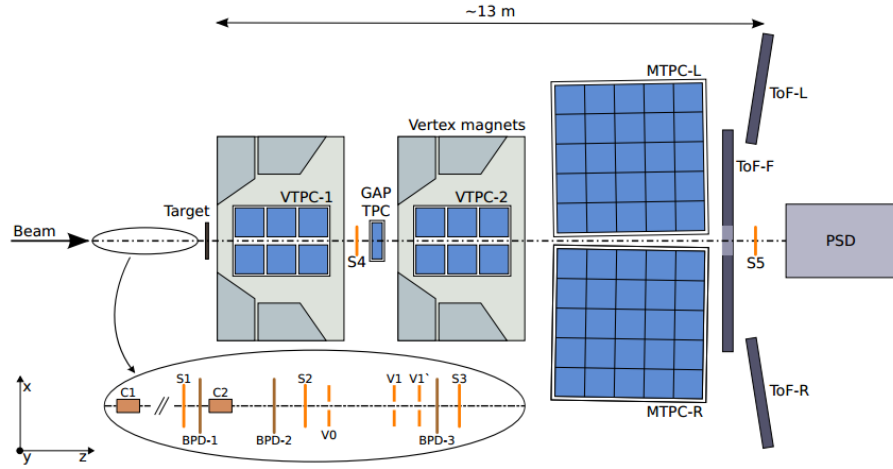 ~13 m
MTPC-L
ToF-L
Vertex magnets
ToF-F
VTPC-1
GAP
TPC
VTPC-2
Target
Beam
S4
S5
PSD
S1
S2
V1
V1`
S3
C1
C2
BPD-1
BPD-2
V0
BPD-3
MTPC-R
ToF-R
x
y
z